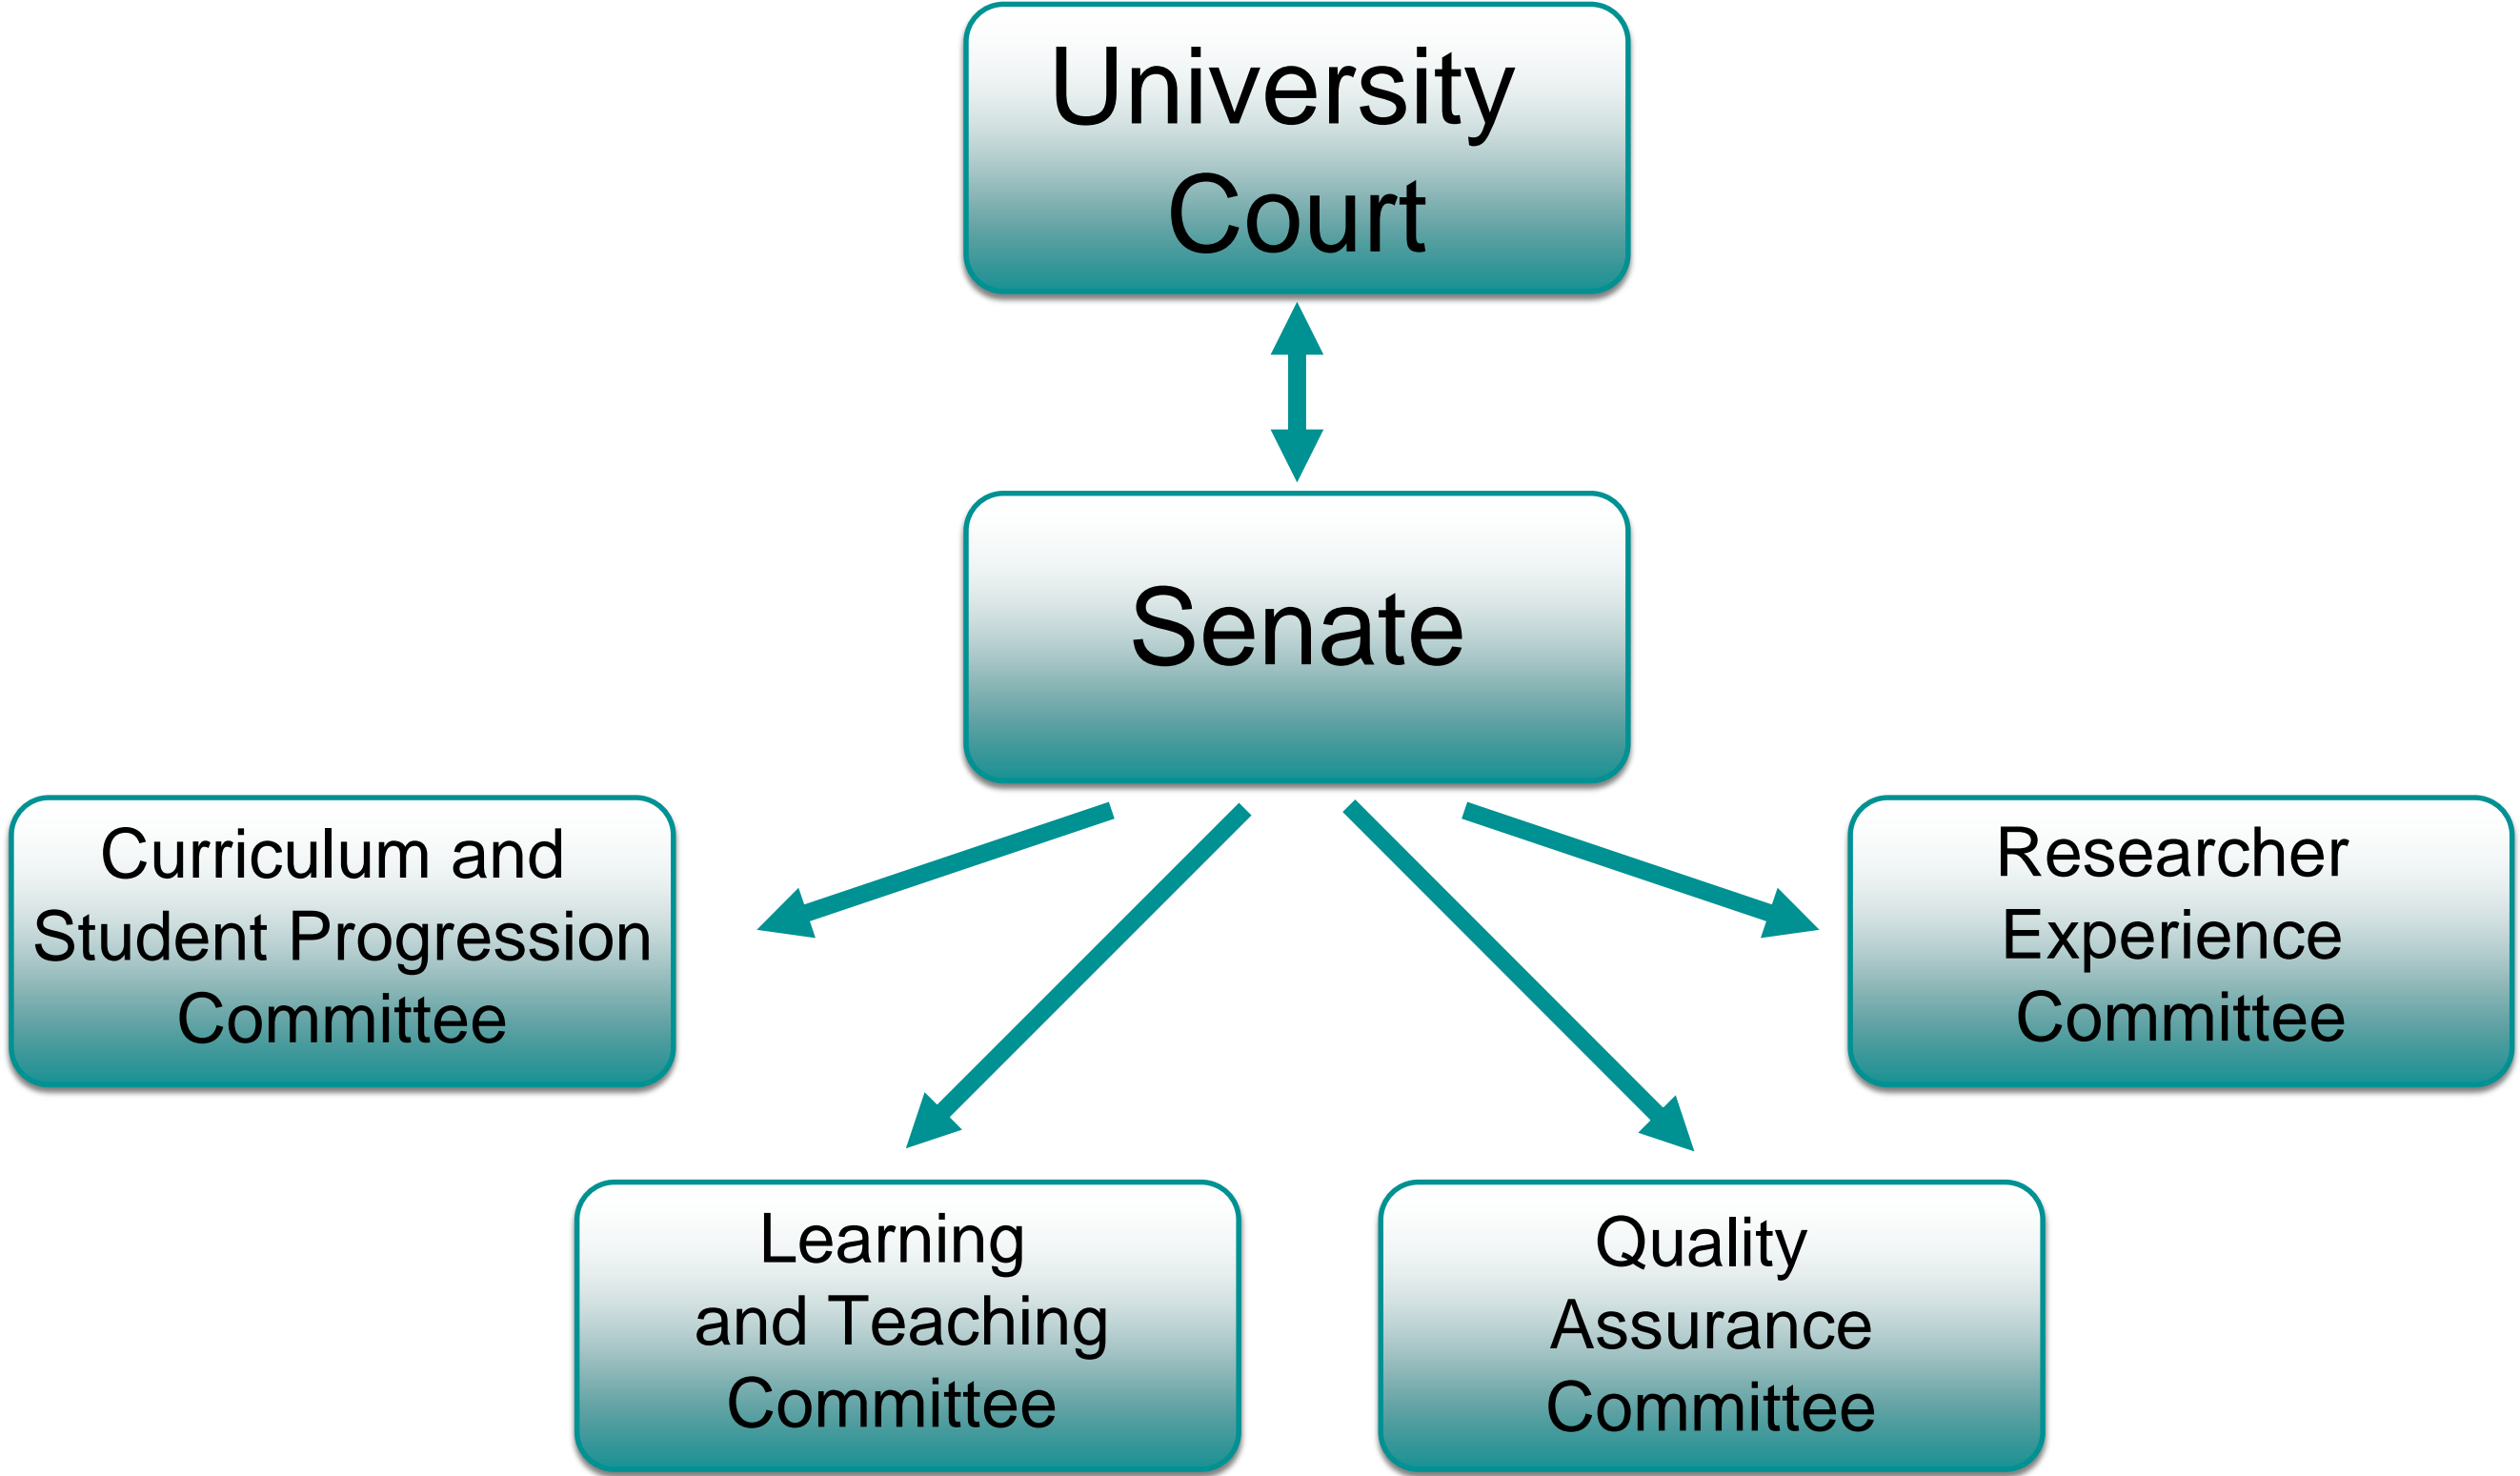 University
Court
Senate
Curriculum and
Student Progression
Committee
Researcher
Experience
Committee
Learning
and Teaching
Committee
Quality
Assurance
Committee